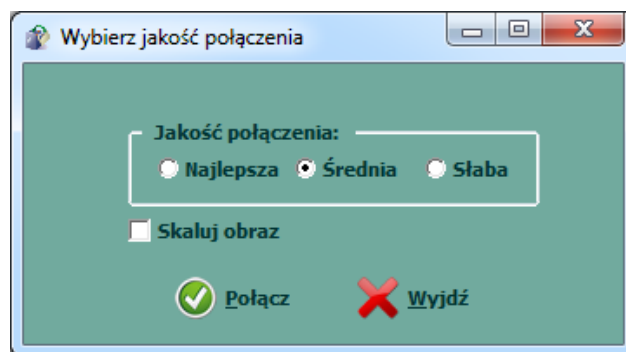 Wybierz jakość połączenia
Jakość połączenia:
Najlepsza Średnia Słaba
Skaluj obraz
Połącz Wyjdź